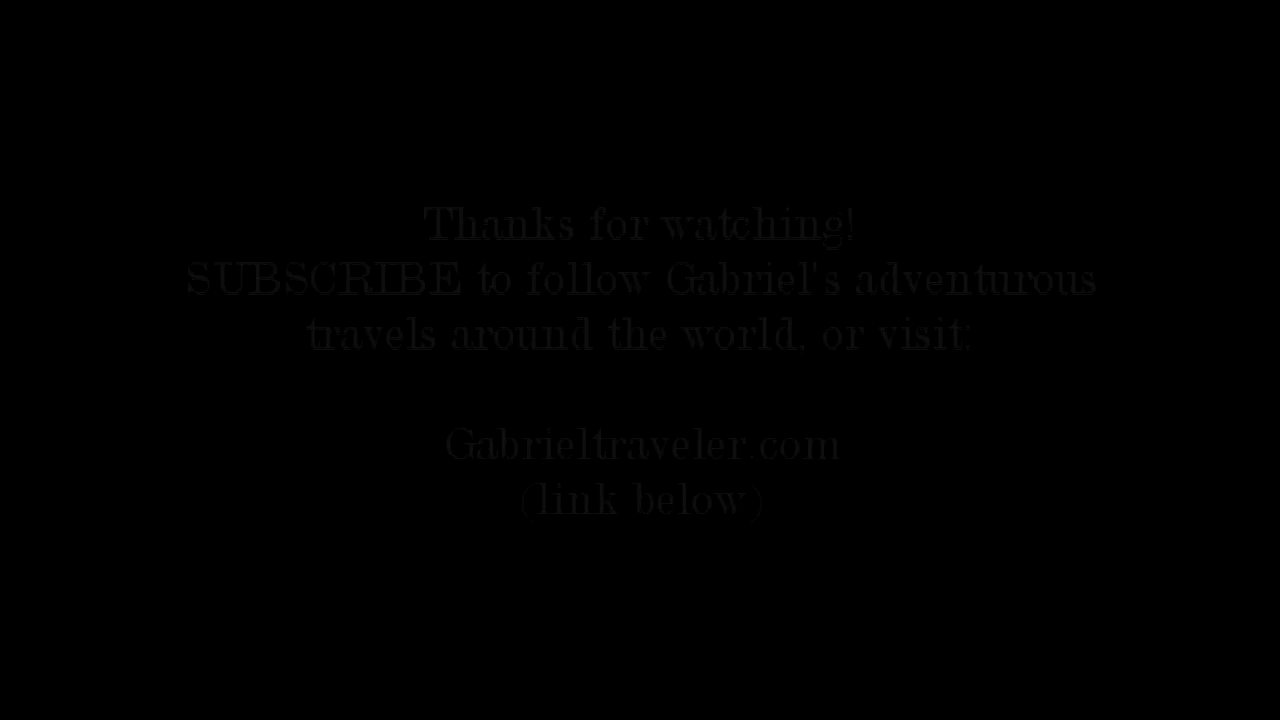 Thanks for watching!
SUBSCRIBE to follow Gabriel's adventurous
travels around the world, or visit:
Gabrieltraveler.com
(link below)